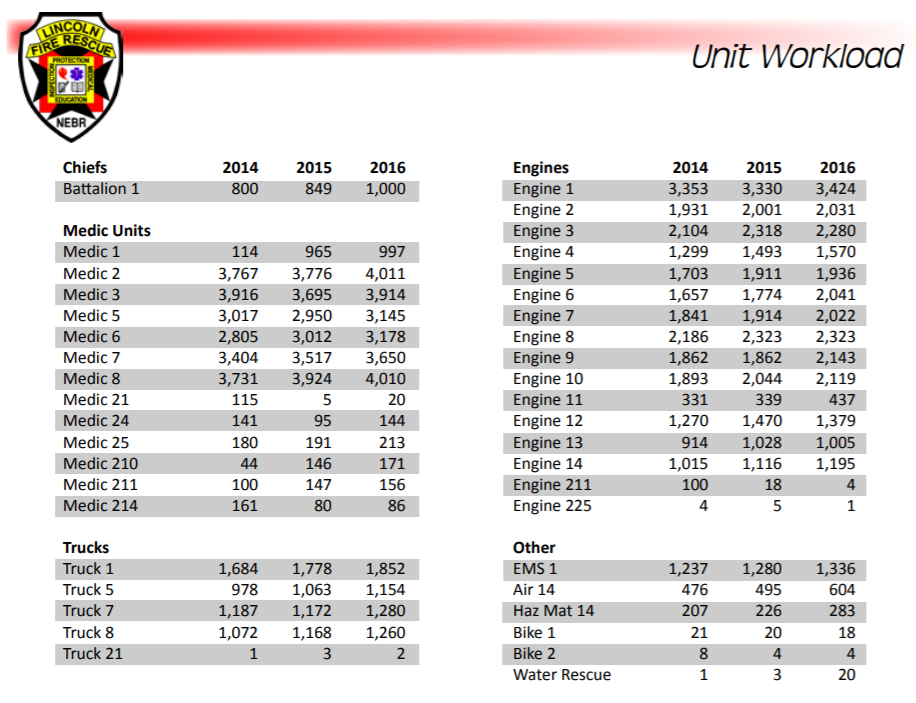 LINCOLN
FIRE RESCUE
PROTECTION
INSPECTION
MEDICAL
EDUCATION
NEBR
Unit Workload
Chiefs 2014 2015 2016
Battalion 1 800 849 1,000
Medic Units
Medic 1 114 965 997
Medic 2 3,767 3,776 4,011
Medic 3 3,916 3,695 3,914
Medic 5 3,017 2,950 3,145
Medic 6 2,805 3,012 3,178
Medic 7 3,404 3,517 3,650
Medic 8 3,731 3,924 4,010
Medic 21 115 5 20
Medic 24 141 95 144
Medic 25 180 191 213
Medic 210 44 146 171
Medic 211 100 147 156
Medic 214 161 80 86
Trucks
Truck 1 1,684 1,778 1,852
Truck 5 978 1,063 1,154
Truck 7 1,187 1,172 1,280
Truck 8 1,072 1,168 1,260
Truck 21 1 3 2
Engines 2014 2015 2016
Engine 1 3,353 3,330 3,424
Engine 2 1,931 2,001 2,031
Engine 3 2,104 2,318 2,280
Engine 4 1,299 1,493 1,570
Engine 5 1,703 1,911 1,936
Engine 6 1,657 1,774 2,041
Engine 7 1,841 1,914 2,022
Engine 8 2,186 2,323 2,323
Engine 9 1,862 1,862 2,143
Engine 10 1,893 2,044 2,119
Engine 11 331 339 437
Engine 12 1,270 1,470 1,379
Engine 13 914 1,028 1,005
Engine 14 1,015 1,116 1,195
Engine 211 100 18 4
Engine 225 4 5 1
Other
EMS 1 1,237 1,280 1,336
Air 14 476 495 604
Haz Mat 14 207 226 283
Bike 1 21 20 18
Bike 2 8 4 4
Water Rescue 1 3 20